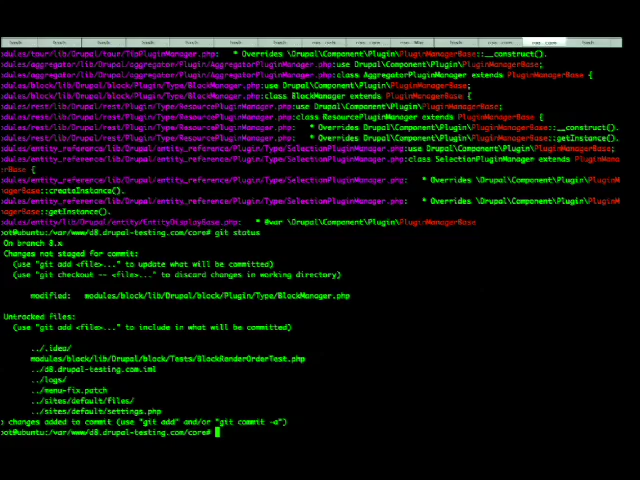 odules/tour/lib/Drupal/tour/TipPluginManager.php:   * Overrides \Drupal\Component\Plugin\PluginManagerBase::__construct().
odules/aggregator/lib/Drupal/aggregator/Plugin/AggregatorPluginManager.php:use Drupal\Component\Plugin\PluginManagerBase;
odules/aggregator/lib/Drupal/aggregator/Plugin/AggregatorPluginManager.php:class AggregatorPluginManager extends PluginManagerBase {
odules/block/lib/Drupal/block/Plugin/Type/BlockManager.php:use Drupal\Component\Plugin\PluginManagerBase;
odules/block/lib/Drupal/block/Plugin/Type/BlockManager.php:class BlockManager extends PluginManagerBase {
odules/rest/lib/Drupal/rest/Plugin/Type/ResourcePluginManager.php:use Drupal\Component\Plugin\PluginManagerBase;
odules/rest/lib/Drupal/rest/Plugin/Type/ResourcePluginManager.php:class ResourcePluginManager extends PluginManagerBase {
odules/rest/lib/Drupal/rest/Plugin/Type/ResourcePluginManager.php:   * Overrides Drupal\Component\Plugin\PluginManagerBase::__construct().
odules/rest/lib/Drupal/rest/Plugin/Type/ResourcePluginManager.php:   * Overrides Drupal\Component\Plugin\PluginManagerBase::getInstance().
odules/entity_reference/lib/Drupal/entity_reference/Plugin/Type/SelectionPluginManager.php:use Drupal\Component\Plugin\PluginManagerBase;
odules/entity_reference/lib/Drupal/entity_reference/Plugin/Type/SelectionPluginManager.php:class SelectionPluginManager extends PluginMana
erBase {
odules/entity_reference/lib/Drupal/entity_reference/Plugin/Type/SelectionPluginManager.php:   * Overrides \Drupal\Component\Plugin\PluginM
nagerBase::createInstance().
odules/entity_reference/lib/Drupal/entity_reference/Plugin/Type/SelectionPluginManager.php:   * Overrides \Drupal\Component\Plugin\PluginM
nagerBase::getInstance().
odules/entity/lib/Drupal/entity/EntityDisplayBase.php:   * @var \Drupal\Component\Plugin\PluginManagerBase
oot@ubuntu:/var/www/d8.drupal-testing.com/core# git status
On branch 8.x
Changes not staged for commit:
(use "git add <file>..." to update what will be committed)
(use "git checkout -- <file>..." to discard changes in working directory)
modified:   modules/block/lib/Drupal/block/Plugin/Type/BlockManager.php
Untracked files:
(use "git add <file>..." to include in what will be committed)
../.idea/
modules/block/lib/Drupal/block/Tests/BlockRenderOrderTest.php
../d8.drupal-testing.com.iml
../logs/
../menu-fix.patch
../sites/default/files/
../sites/default/settings.php
o changes added to commit (use "git add" and/or "git commit -a")
oot@ubuntu:/var/www/d8.drupal-testing.com/core#